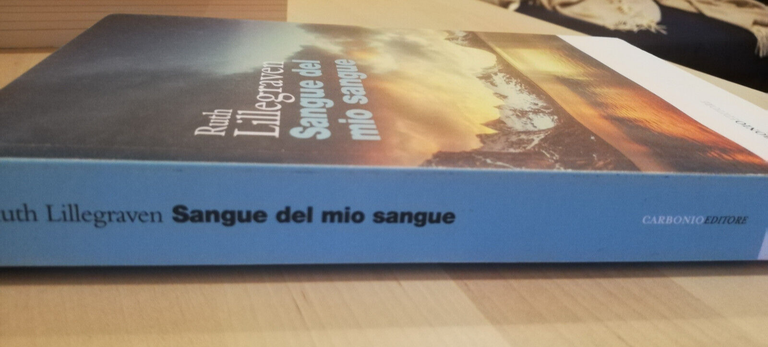 Ruth
Lillegraven
Sangue del
mio sangue
uth Lillegraven Sangue del mio sangue
CARBONIOEDITORE